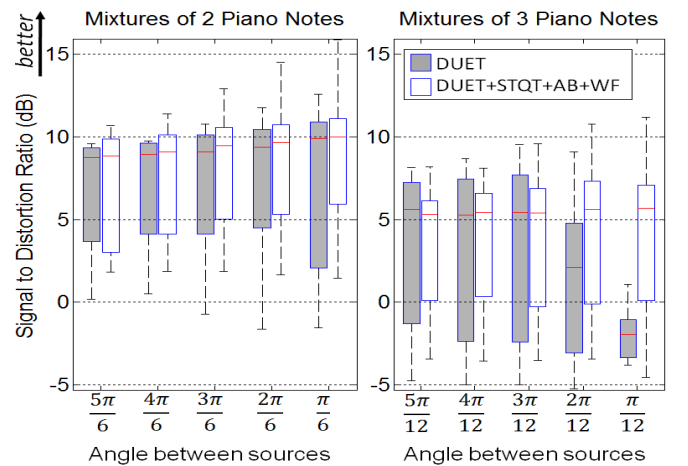 Mixtures of 2 Piano Notes
Mixtures of 3 Piano Notes
better
Signal to Distortion Ratio (dB)
15
10
5
0
-5
5π/6 4π/6 3π/6 2π/6 π/6
Angle between sources
DUET
DUET+STQT+AB+WF
15
10
5
0
-5
5π/12 4π/12 3π/12 2π/12 π/12
Angle between sources